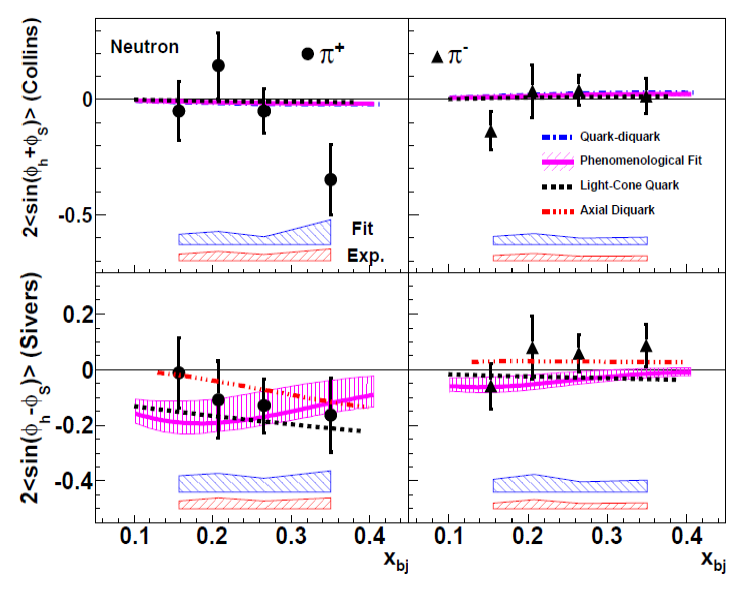 2<sin(ϕh+ϕS)> (Collins)
Neutron
π+
π-
0
-0.5
Quark-diquark
Phenomenological Fit
Light-Cone Quark
Axial Diquark
Fit
Exp.
2<sin(ϕh-ϕS)> (Sivers)
0.2
0
-0.2
-0.4
0.1 0.2 0.3 0.4 0.1 0.2 0.3 0.4
xbj xbj